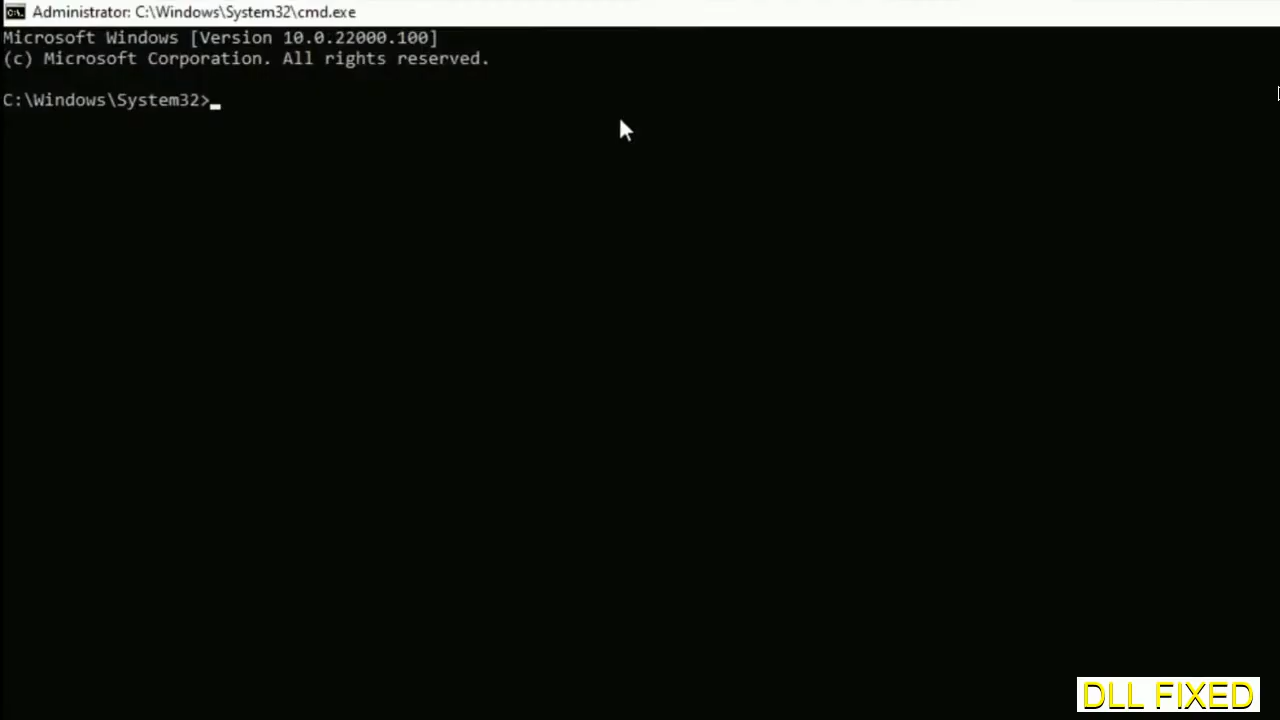 Administrator: C:\Windows\System32\cmd.exe
Microsoft Windows [Version 10.0.22000.100]
(c) Microsoft Corporation. All rights reserved.
C:\Windows\System32>
DLL FIXED